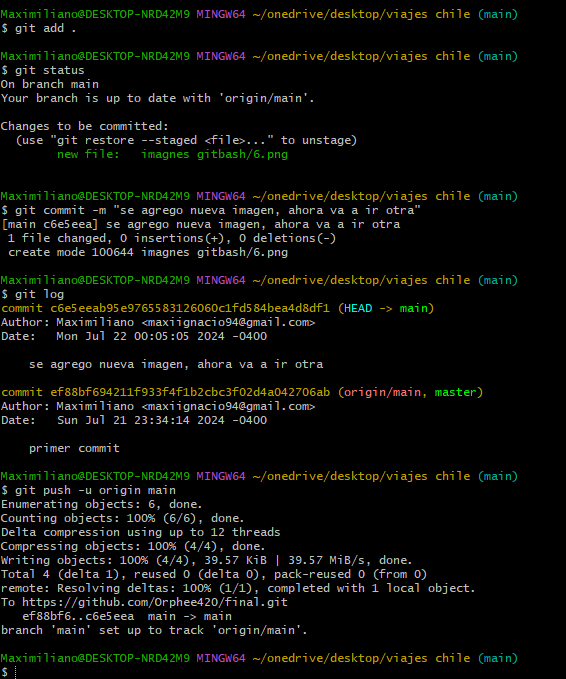 Maximiliano@DESKTOP-NRD42M9 MINGW64 ~/onedrive/desktop/viajes chile (main)
$ git add .
Maximiliano@DESKTOP-NRD42M9 MINGW64 ~/onedrive/desktop/viajes chile (main)
$ git status
On branch main
Your branch is up to date with 'origin/main'.
Changes to be committed:
  (use "git restore --staged <file>..." to unstage)
        new file:   imagnes gitbash/6.png
Maximiliano@DESKTOP-NRD42M9 MINGW64 ~/onedrive/desktop/viajes chile (main)
$ git commit -m "se agrego nueva imagen, ahora va a ir otra"
[main c6e5eea] se agrego nueva imagen, ahora va a ir otra
 1 file changed, 0 insertions(+), 0 deletions(-)
 create mode 100644 imagnes gitbash/6.png
Maximiliano@DESKTOP-NRD42M9 MINGW64 ~/onedrive/desktop/viajes chile (main)
$ git log
commit c6e5eeab95e9765583126060c1fd584bea4d8df1 (HEAD -> main)
Author: Maximiliano <maxiignacio94@gmail.com>
Date:   Mon Jul 22 00:05:05 2024 -0400
    se agrego nueva imagen, ahora va a ir otra
commit ef88bf694211f933f4f1b2cbc3f02d4a042706ab (origin/main, master)
Author: Maximiliano <maxiignacio94@gmail.com>
Date:   Sun Jul 21 23:34:14 2024 -0400
    primer commit
Maximiliano@DESKTOP-NRD42M9 MINGW64 ~/onedrive/desktop/viajes chile (main)
$ git push -u origin main
Enumerating objects: 6, done.
Counting objects: 100% (6/6), done.
Delta compression using up to 12 threads
Compressing objects: 100% (4/4), done.
Writing objects: 100% (4/4), 39.57 KiB | 39.57 MiB/s, done.
Total 4 (delta 1), reused 0 (delta 0), pack-reused 0 (from 0)
remote: Resolving deltas: 100% (1/1), completed with 1 local object.
To https://github.com/Orphee420/final.git
   ef88bf6..c6e5eea  main -> main
branch 'main' set up to track 'origin/main'.
Maximiliano@DESKTOP-NRD42M9 MINGW64 ~/onedrive/desktop/viajes chile (main)
$